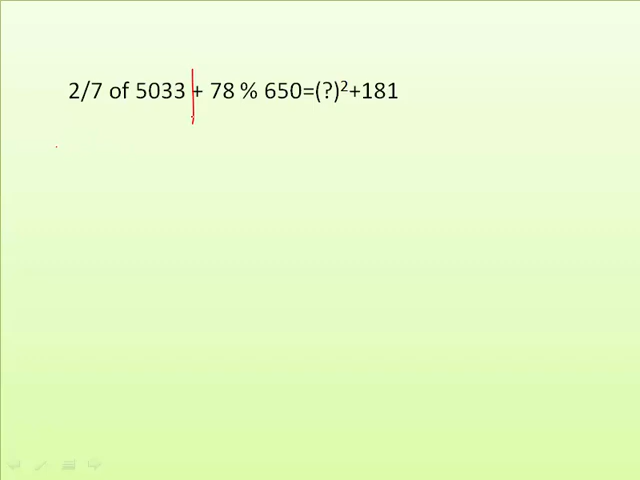 2/7 of 5033 + 78 % 650=(?)²+181